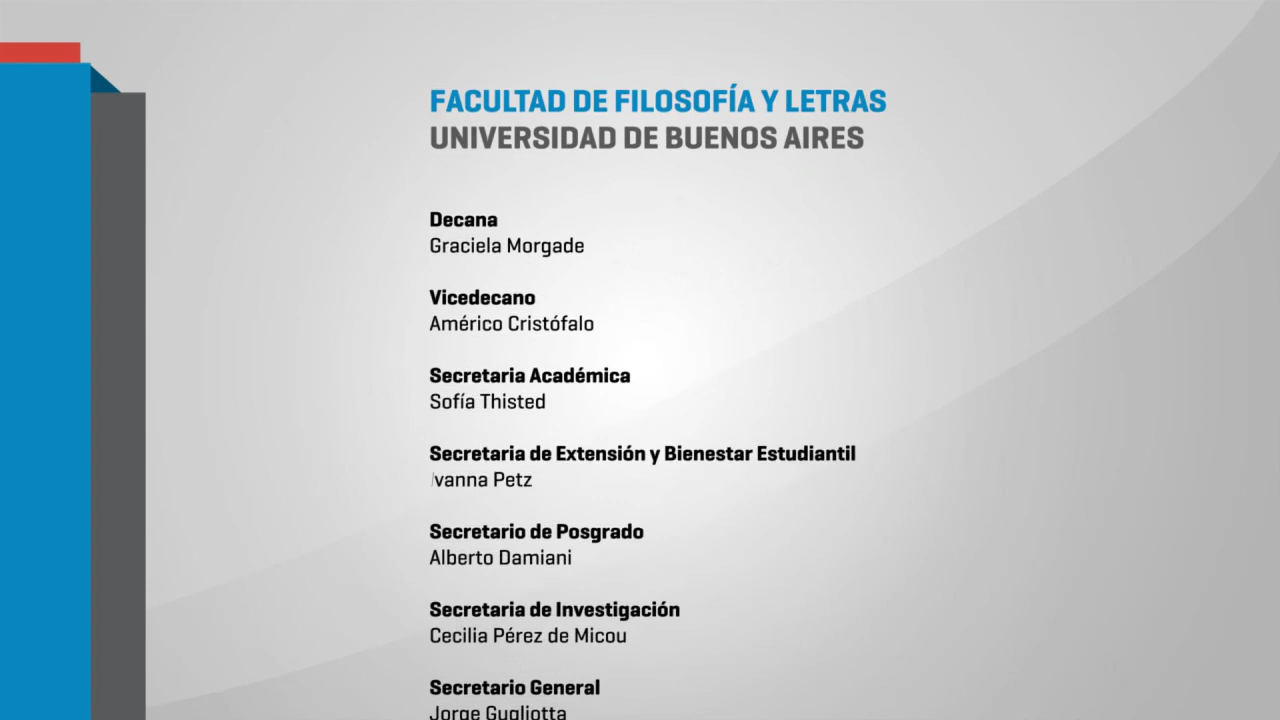 FACULTAD DE FILOSOFÍA Y LETRAS
UNIVERSIDAD DE BUENOS AIRES
Decana
Graciela Morgade
Vicedecano
Américo Cristófalo
Secretaria Académica
Sofía Thisted
Secretaria de Extensión y Bienestar Estudiantil
Ivanna Petz
Secretario de Posgrado
Alberto Damiani
Secretaria de Investigación
Cecilia Pérez de Micou
Secretario General
Jorge Gugliotta